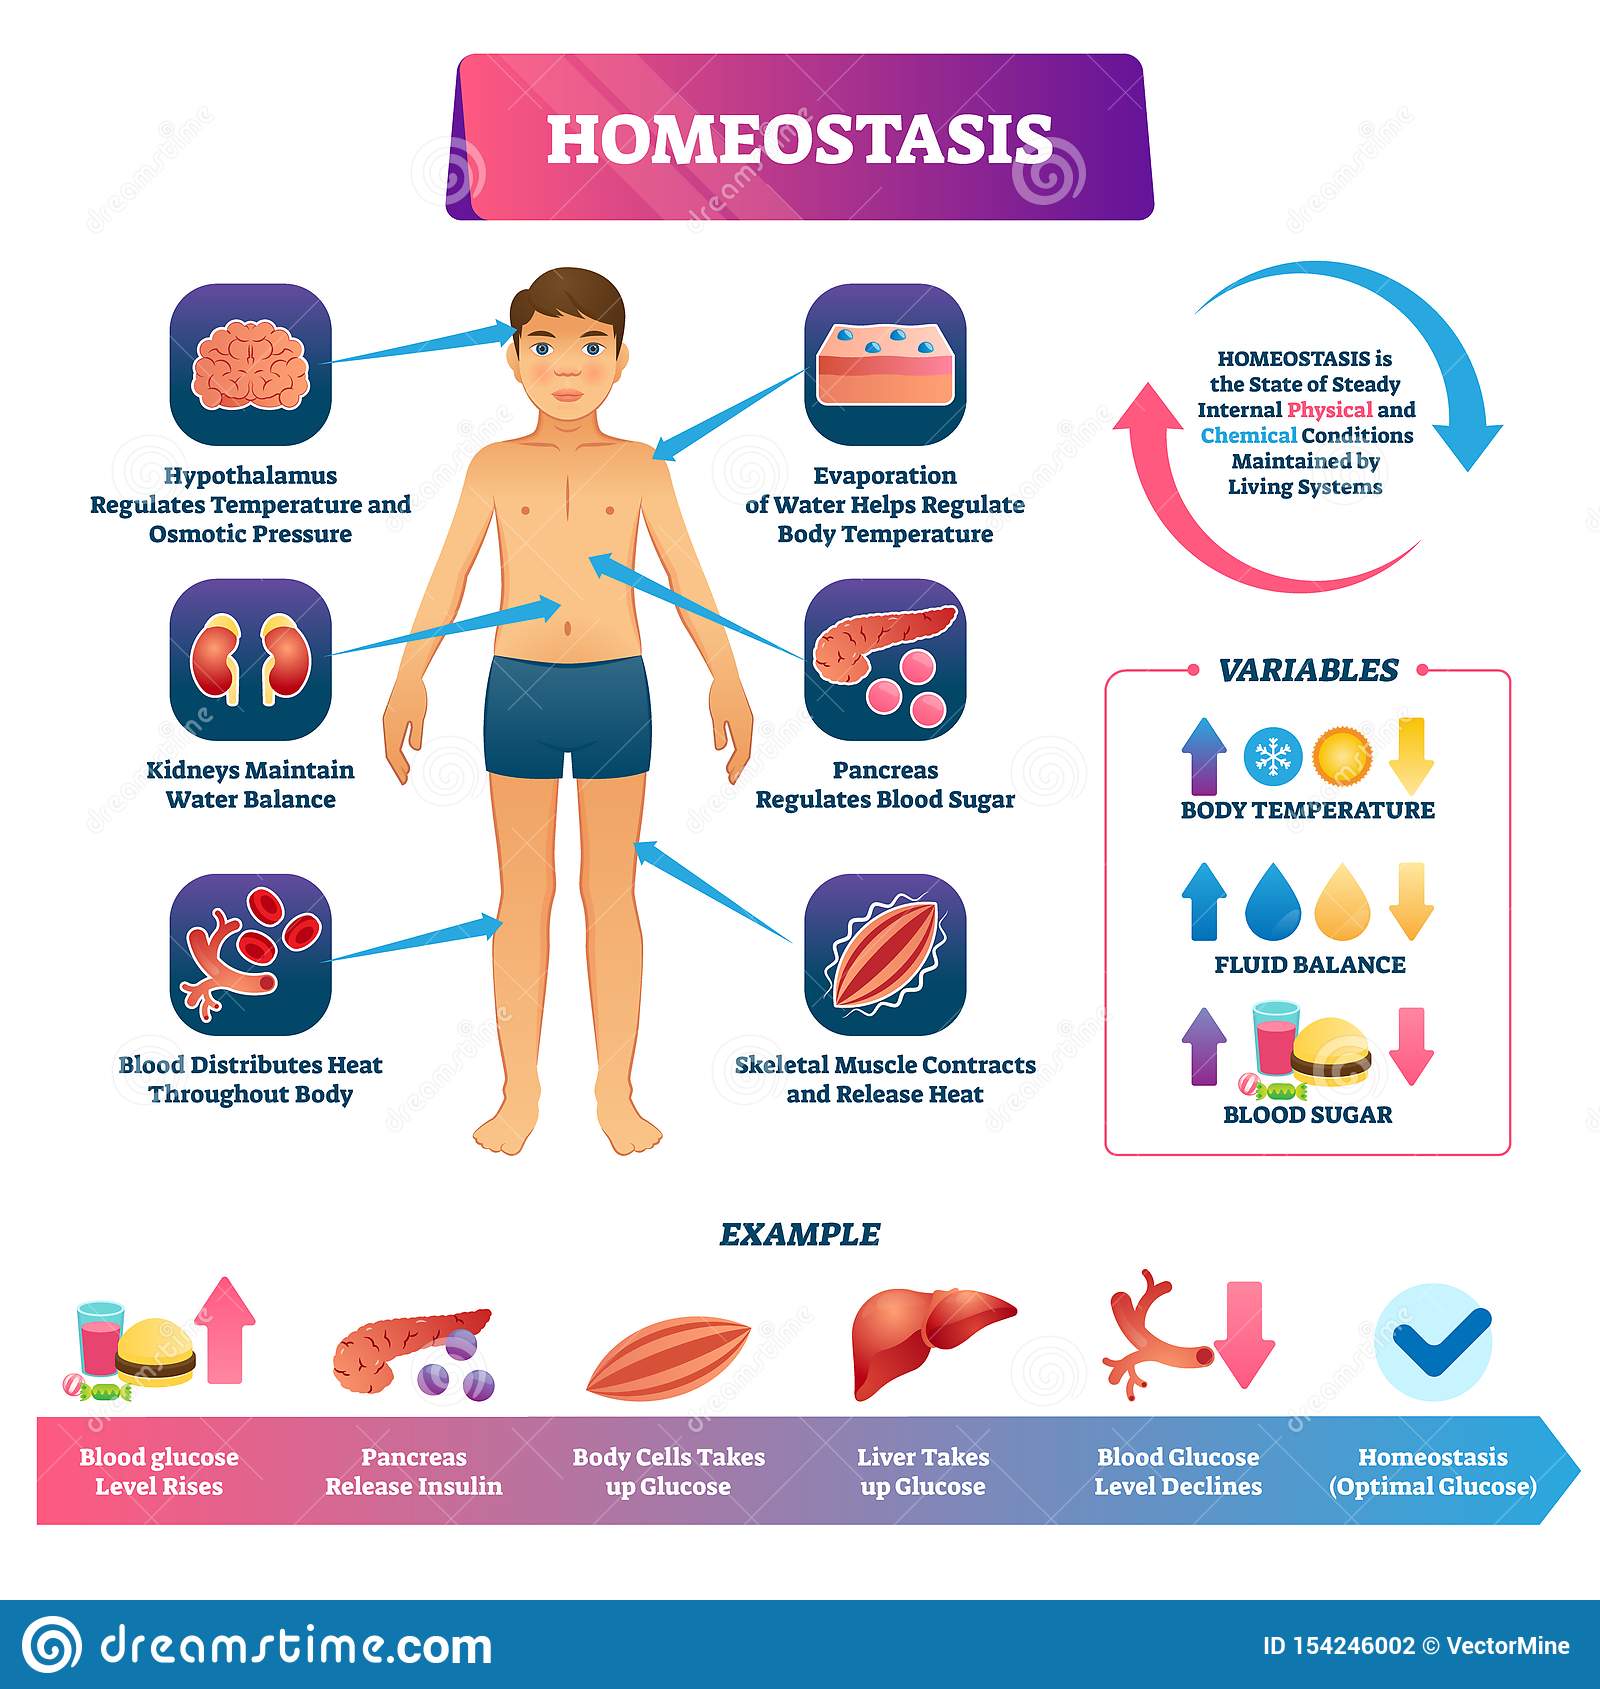 HOMEOSTASIS
Hypothalamus
Regulates Temperature and
Osmotic Pressure
Evaporation
of Water Helps Regulate
Body Temperature
HOMEOSTASIS is
the State of Steady
Internal Physical and
Chemical Conditions
Maintained by
Living Systems
Kidneys Maintain
Water Balance
Pancreas
Regulates Blood Sugar
Blood Distributes Heat
Throughout Body
Skeletal Muscle Contracts
and Release Heat
VARIABLES
BODY TEMPERATURE
FLUID BALANCE
BLOOD SUGAR
EXAMPLE
Blood glucose
Level Rises
Pancreas
Release Insulin
Body Cells Takes
up Glucose
Liver Takes
up Glucose
Blood Glucose
Level Declines
Homeostasis
(Optimal Glucose)
dreamstime.com
ID 154246002 © VectorMine